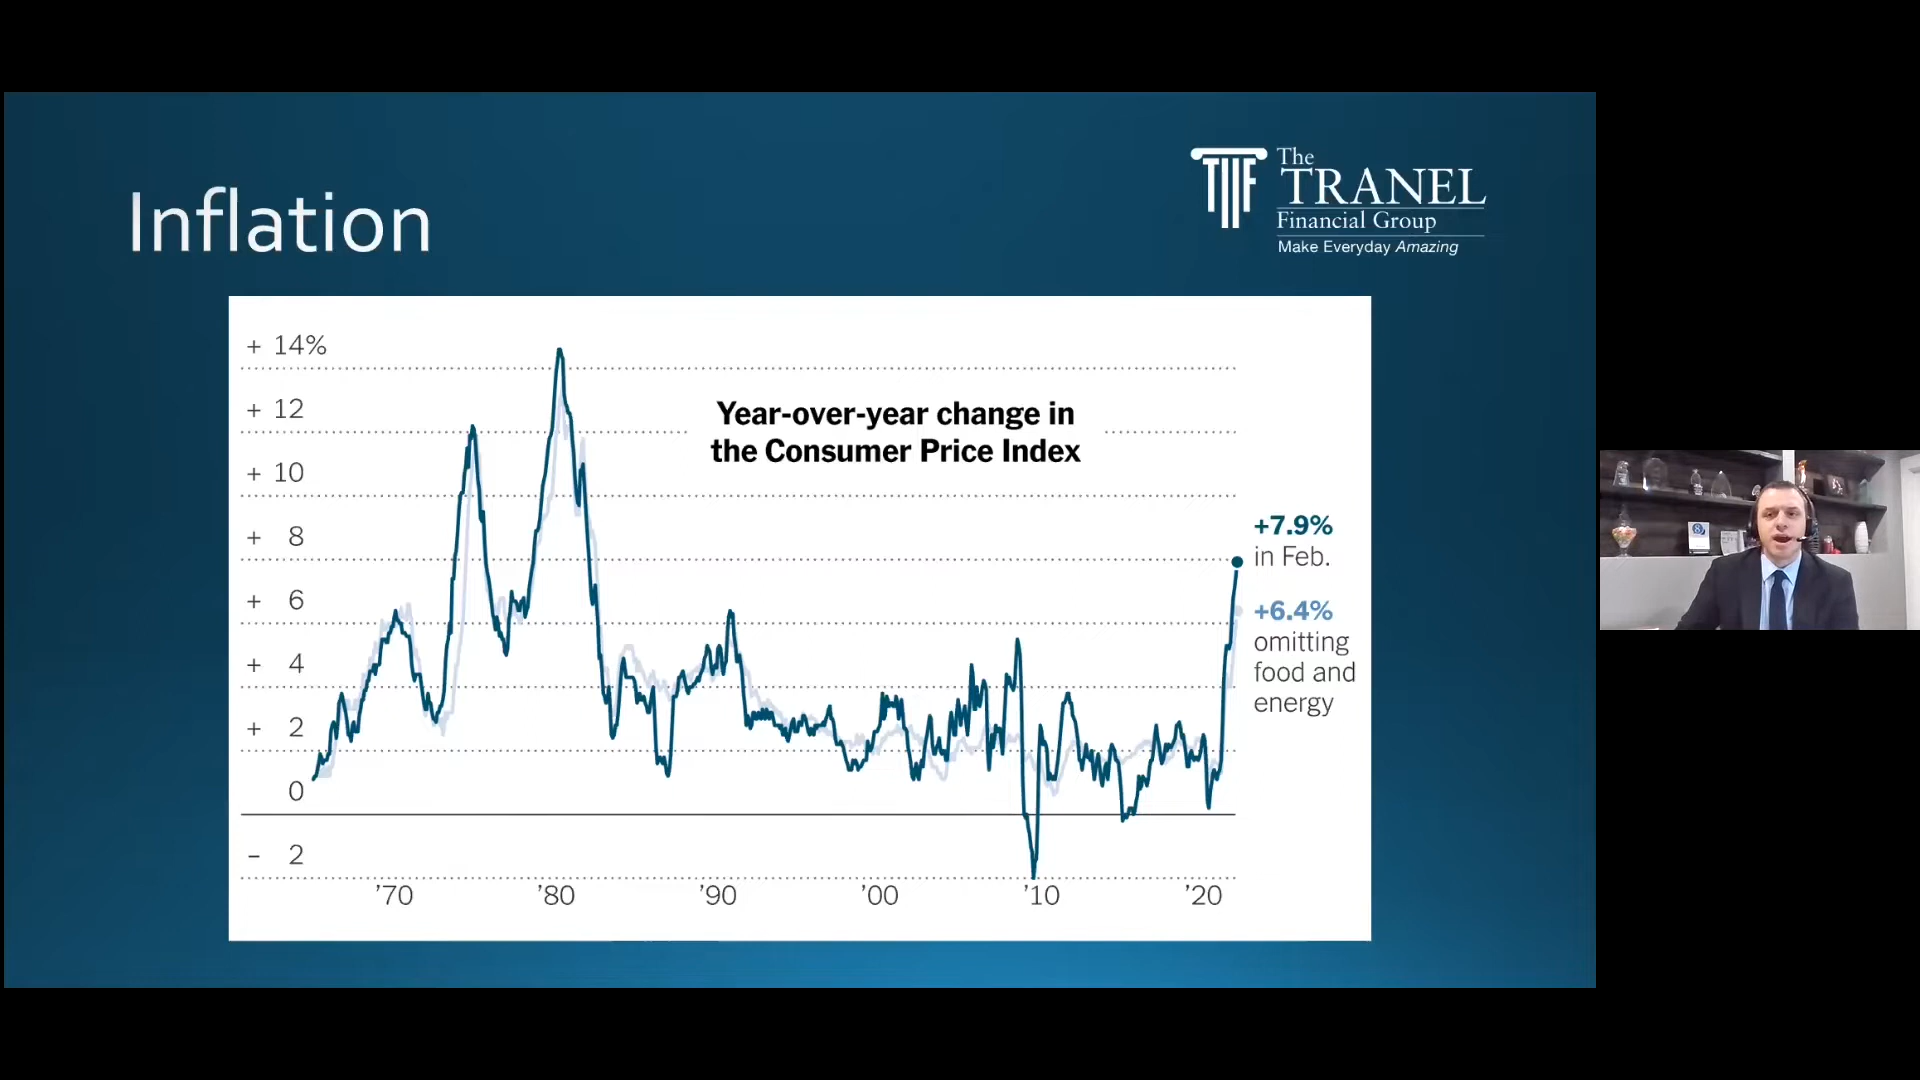 Inflation
The
TRANEL
Financial Group
Make Everyday Amazing
+ 14%
+ 12
+ 10
+ 8
+ 6
+ 4
+ 2
0
− 2
Year-over-year change in
the Consumer Price Index
+7.9%
in Feb.
+6.4%
omitting
food and
energy
'70
'80
'90
'00
'10
'20